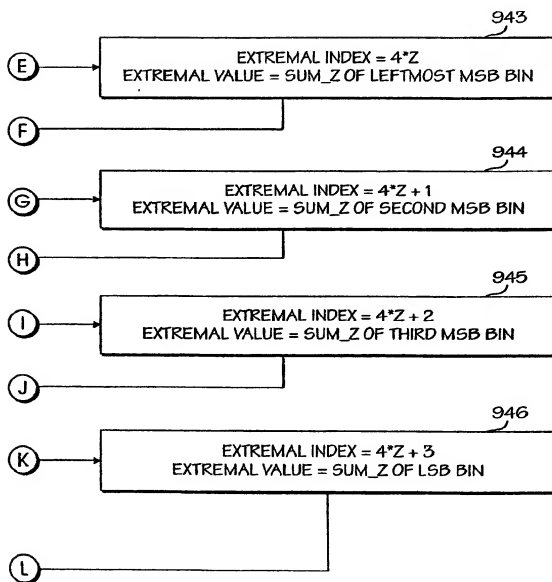 943
E
EXTREMAL INDEX = 4*Z
EXTREMAL VALUE = SUM_Z OF LEFTMOST MSB BIN
F
944
G
EXTREMAL INDEX = 4*Z + 1
EXTREMAL VALUE = SUM_Z OF SECOND MSB BIN
H
945
I
EXTREMAL INDEX = 4*Z + 2
EXTREMAL VALUE = SUM_Z OF THIRD MSB BIN
J
946
K
EXTREMAL INDEX = 4*Z + 3
EXTREMAL VALUE = SUM_Z OF LSB BIN
L